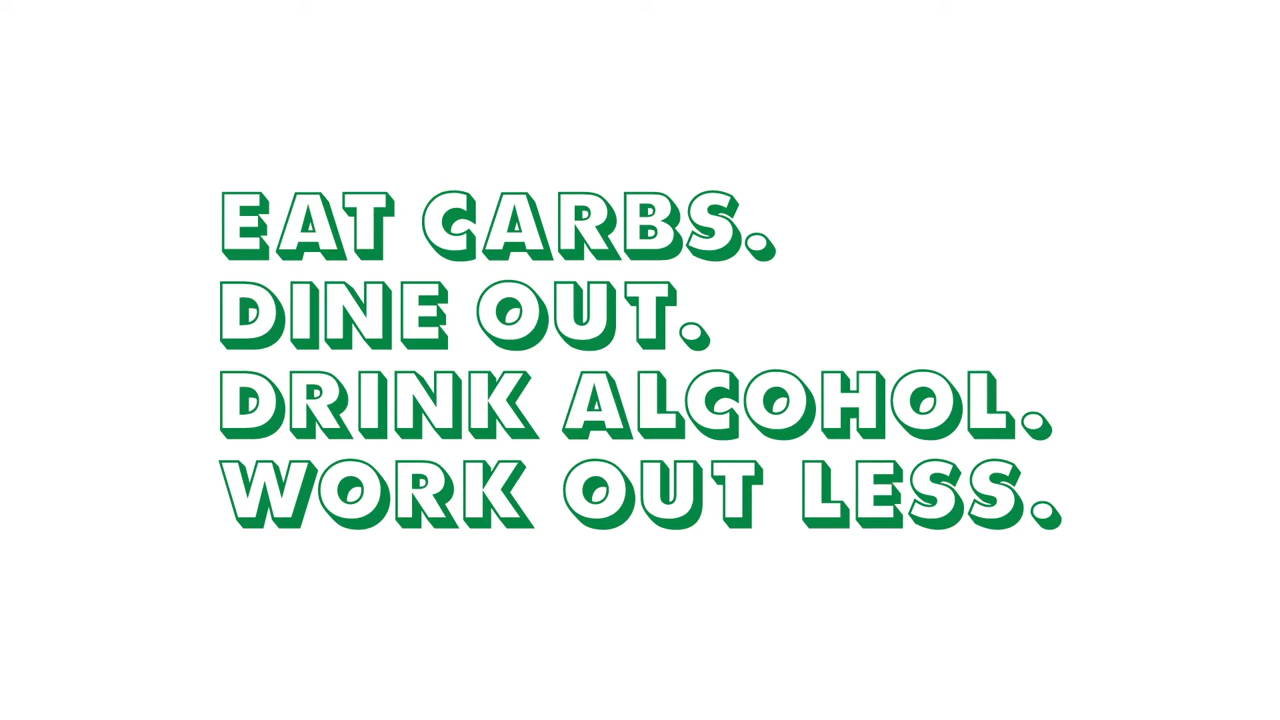 EAT CARBS.
DINE OUT.
DRINK ALCOHOL.
WORK OUT LESS.